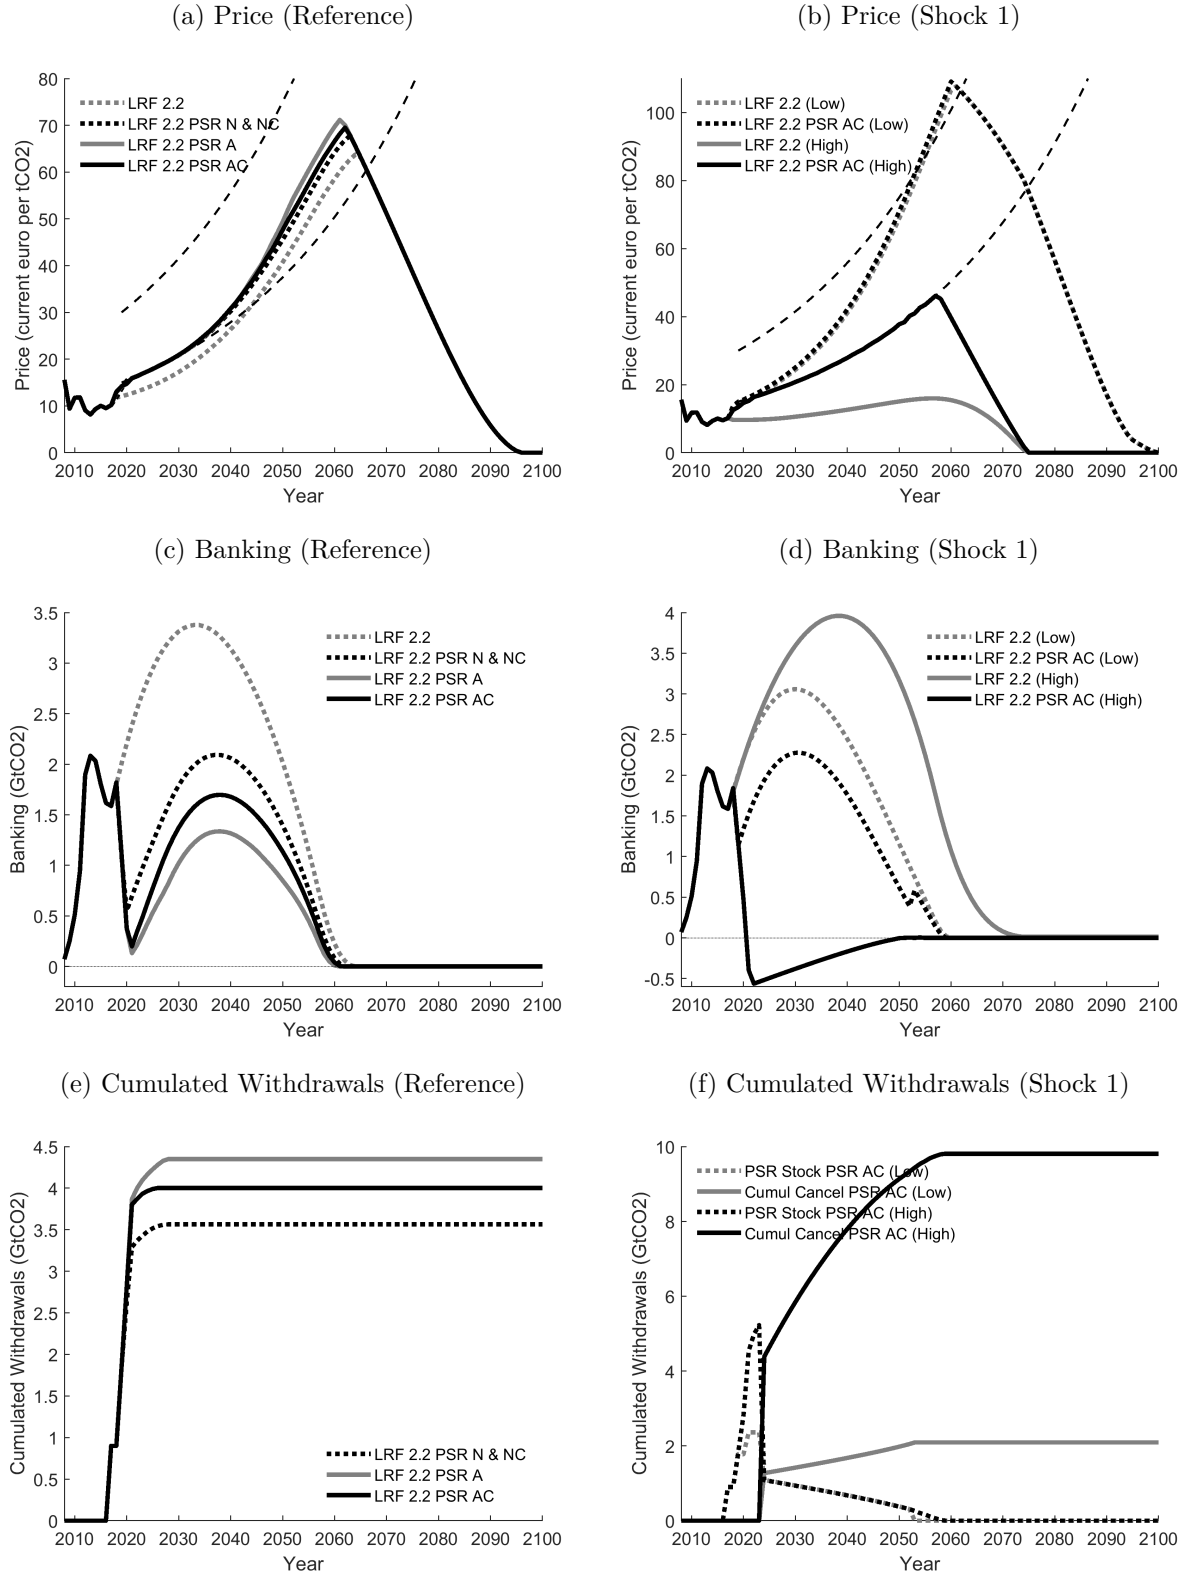 (a) Price (Reference)
80
70
60
50
40
30
20
10
0
Price (current euro per tCO2)
LRF 2.2
LRF 2.2 PSR N & NC
LRF 2.2 PSR A
LRF 2.2 PSR AC
2010 2020 2030 2040 2050 2060 2070 2080 2090 2100
Year
(b) Price (Shock 1)
100
80
60
40
20
0
Price (current euro per tCO2)
LRF 2.2 (Low)
LRF 2.2 PSR AC (Low)
LRF 2.2 (High)
LRF 2.2 PSR AC (High)
2010 2020 2030 2040 2050 2060 2070 2080 2090 2100
Year
(c) Banking (Reference)
3.5
3
2.5
2
1.5
1
0.5
0
Banking (GtCO2)
LRF 2.2
LRF 2.2 PSR N & NC
LRF 2.2 PSR A
LRF 2.2 PSR AC
2010 2020 2030 2040 2050 2060 2070 2080 2090 2100
Year
(d) Banking (Shock 1)
4
3.5
3
2.5
2
1.5
1
0.5
0
-0.5
Banking (GtCO2)
LRF 2.2 (Low)
LRF 2.2 PSR AC (Low)
LRF 2.2 (High)
LRF 2.2 PSR AC (High)
2010 2020 2030 2040 2050 2060 2070 2080 2090 2100
Year
(e) Cumulated Withdrawals (Reference)
4.5
4
3.5
3
2.5
2
1.5
1
0.5
0
Cumulated Withdrawals (GtCO2)
LRF 2.2 PSR N & NC
LRF 2.2 PSR A
LRF 2.2 PSR AC
2010 2020 2030 2040 2050 2060 2070 2080 2090 2100
Year
(f) Cumulated Withdrawals (Shock 1)
10
8
6
4
2
0
Cumulated Withdrawals (GtCO2)
PSR Stock PSR AC (Low)
Cumul Cancel PSR AC (Low)
PSR Stock PSR AC (High)
Cumul Cancel PSR AC (High)
2010 2020 2030 2040 2050 2060 2070 2080 2090 2100
Year